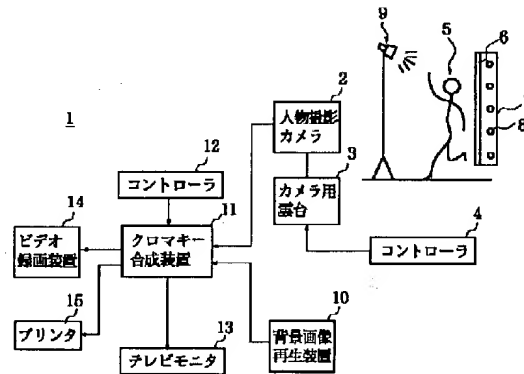 9
5
6
2
7
8
1
人物撮影
カメラ
3
12
コントローラ
カメラ用
雲台
14
11
4
ビデオ
録画装置
クロマキー
合成装置
コントローラ
15
10
プリンタ
13
背景画像
再生装置
テレビモニタ